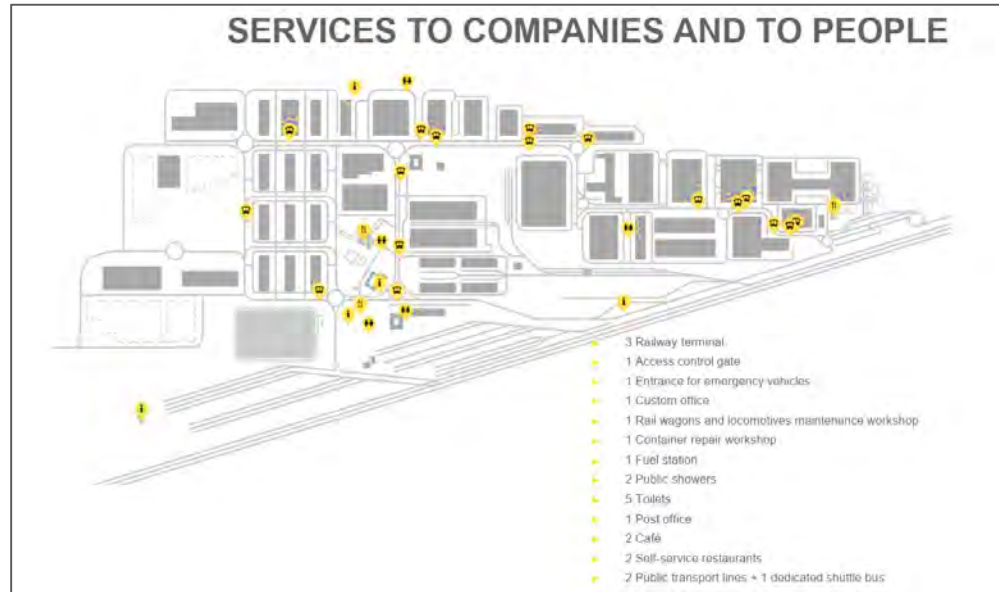 SERVICES TO COMPANIES AND TO PEOPLE
3 Railway terminal
1 Access control gate
1 Entrance for emergency vehicles
1 Custom office
1 Rail wagons and locomotives maintenance workshop
1 Container repair workshop
1 Fuel station
2 Public showers
5 Toilets
1 Post office
2 Café
2 Self-service restaurants
2 Public transport lines + 1 dedicated shuttle bus